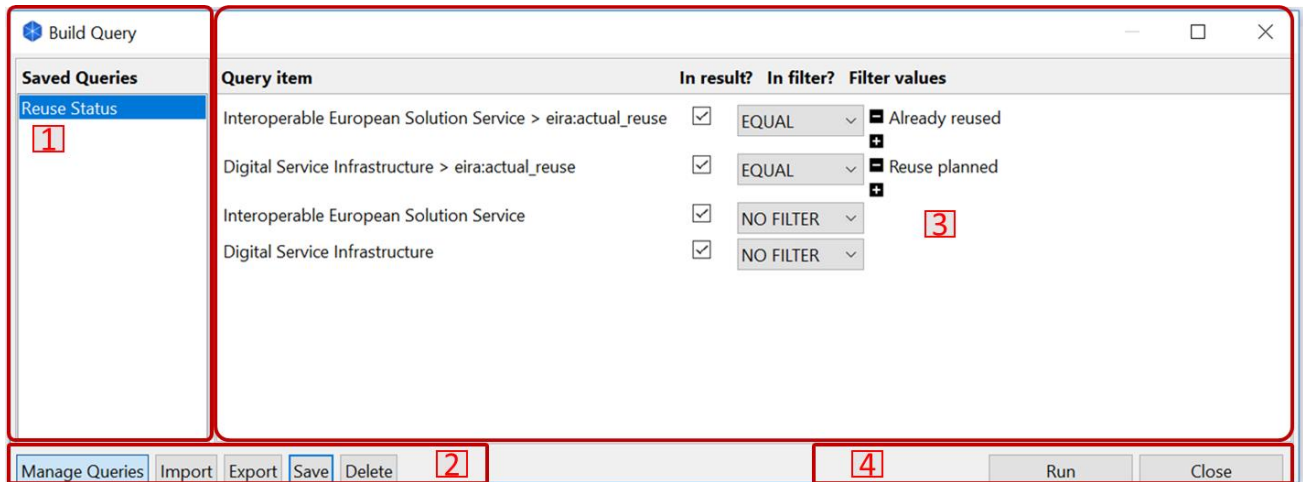 Build Query
Saved Queries
Reuse Status
1
Query item In result? In filter? Filter values
Interoperable European Solution Service > eira:actual_reuse EQUAL Already reused
Digital Service Infrastructure > eira:actual_reuse EQUAL Reuse planned
Interoperable European Solution Service NO FILTER
3
Digital Service Infrastructure NO FILTER
Manage Queries Import Export Save Delete 2
4 Run Close